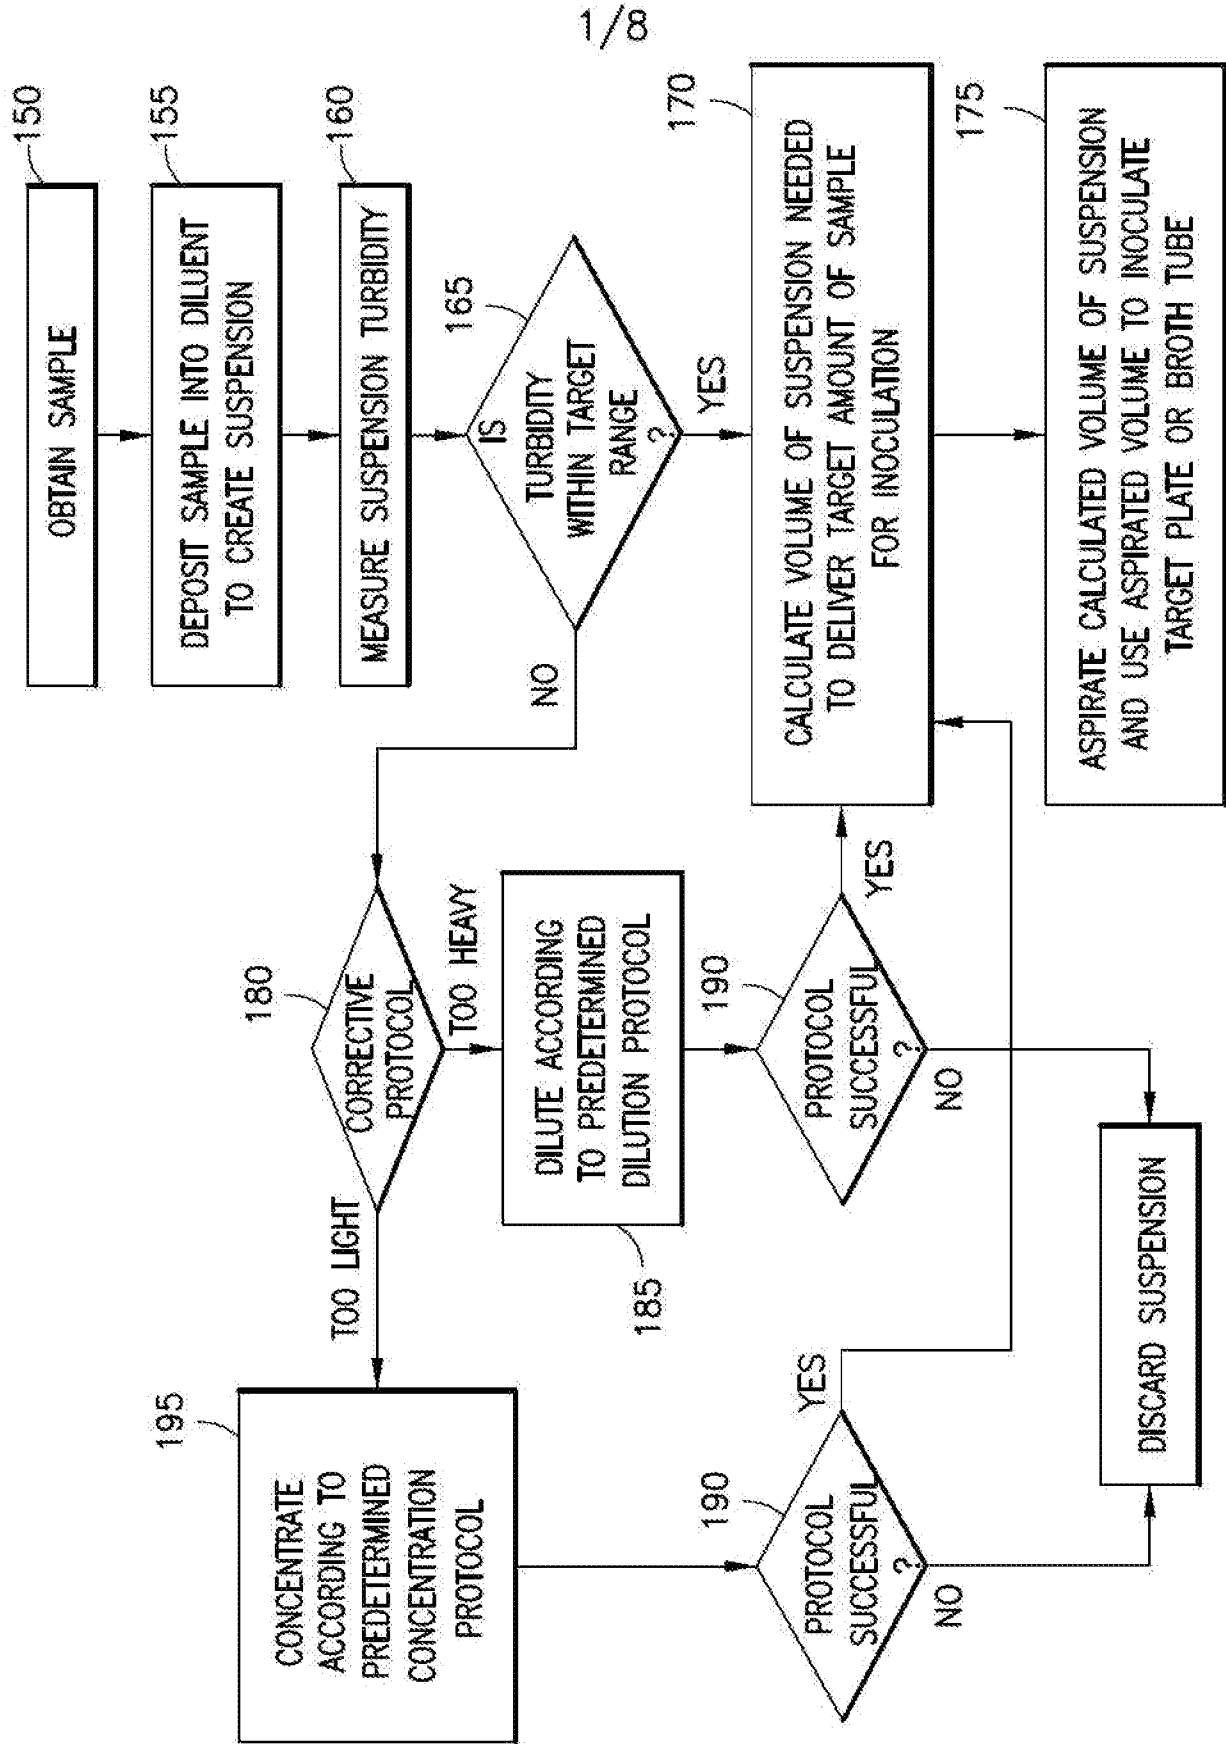 1/8
150
OBTAIN SAMPLE
155
DEPOSIT SAMPLE INTO DILUENT
TO CREATE SUSPENSION
160
MEASURE SUSPENSION TURBIDITY
165
IS
TURBIDITY
WITHIN TARGET
RANGE
?
YES
NO
170
CALCULATE VOLUME OF SUSPENSION NEEDED
TO DELIVER TARGET AMOUNT OF SAMPLE
FOR INOCULATION
175
ASPIRATE CALCULATED VOLUME OF SUSPENSION
AND USE ASPIRATED VOLUME TO INOCULATE
TARGET PLATE OR BROTH TUBE
180
CORRECTIVE
PROTOCOL
TOO HEAVY
TOO LIGHT
DILUTE ACCORDING
TO PREDETERMINED
DILUTION PROTOCOL
185
190
PROTOCOL
SUCCESSFUL
?
YES
NO
195
CONCENTRATE
ACCORDING TO
PREDETERMINED
CONCENTRATION
PROTOCOL
190
PROTOCOL
SUCCESSFUL
?
YES
NO
DISCARD SUSPENSION